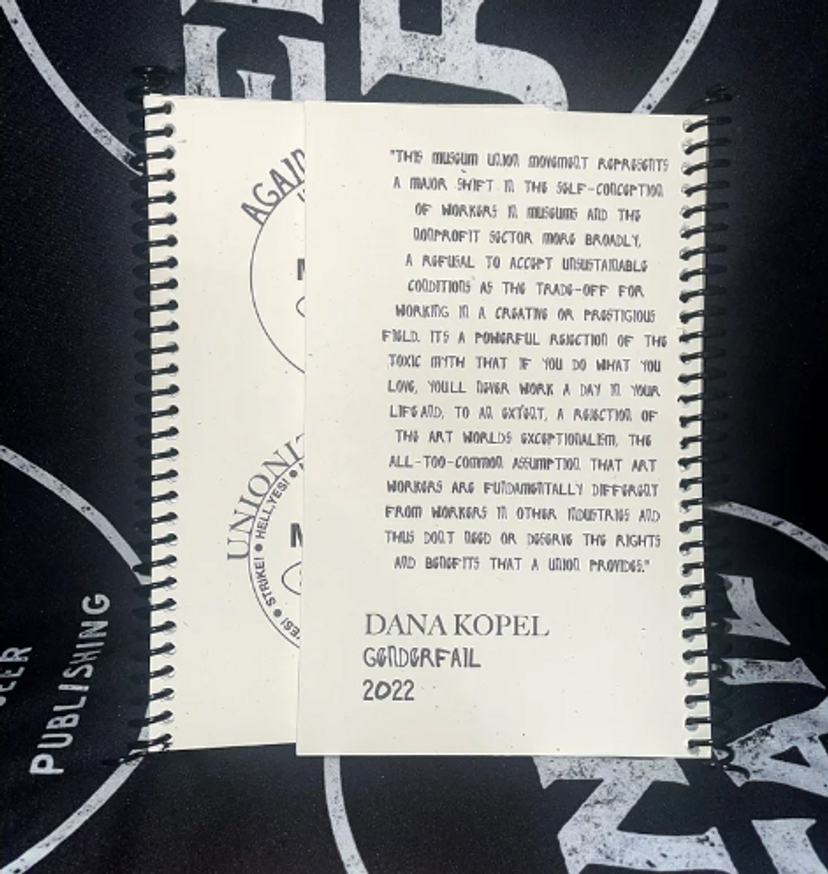 "THIS MUSEUM UNION MOVEMENT REPRESENTS
A MAJOR SHIFT IN THE SELF-CONCEPTION
OF WORKERS IN MUSEUMS AND THE
NONPROFIT SECTOR MORE BROADLY,
A REFUSAL TO ACCEPT UNSUSTAINABLE
CONDITIONS AS THE TRADE-OFF FOR
WORKING IN A CREATIVE OR PRESTIGIOUS
FIELD. ITS A POWERFUL REJECTION OF THE
TOXIC MYTH THAT IF YOU DO WHAT YOU
LOVE, YOULL NEVER WORK A DAY IN YOUR
LIFE AND, TO AN EXTENT, A REJECTION OF
THE ART WORLDS EXCEPTIONALISM, THE
ALL-TOO-COMMON ASSUMPTION THAT ART
WORKERS ARE FUNDAMENTALLY DIFFERENT
FROM WORKERS IN OTHER INDUSTRIES AND
THUS DONT NEED OR DESERVE THE RIGHTS
AND BENEFITS THAT A UNION PROVIDES."
DANA KOPEL
GENDERFAIL
2022
AGAIN
UNIONI
STRIKE! ● HELL, YES! ●
YES!
PUBLISHING